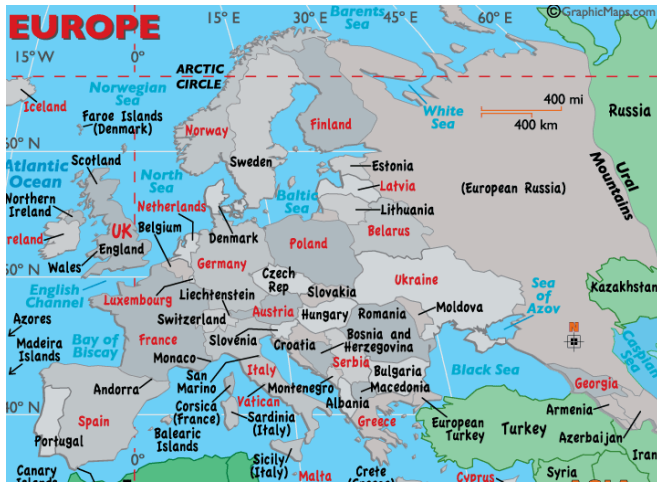 EUROPE
©GraphicMaps.com
15°W
0°
15° E
30° E
45° E
60° E
Barents
Sea
ARCTIC
CIRCLE
Norwegian
Sea
Iceland
Faroe Islands
(Denmark)
White
Sea
400 mi
400 km
Russia
Norway
Finland
Sweden
Ural
Mountains
Atlantic
Ocean
Scotland
North
Sea
Estonia
Latvia
(European Russia)
Northern
Ireland
Netherlands
Baltic
Sea
Lithuania
UK
Belgium
Denmark
Belarus
England
Poland
Wales
Germany
English
Channel
Luxembourg
Czech
Rep
Ukraine
Sea
of
Azov
Kazakhstan
Liechtenstein
Slovakia
Azores
Switzerland
Austria
Hungary
Romania
Moldova
Madeira
Islands
Bay of
Biscay
France
Slovenia
Croatia
Bosnia and
Herzegovina
N
Monaco
San
Marino
Italy
Serbia
Bulgaria
Black Sea
Georgia
Andorra
Montenegro
Macedonia
Corsica
(France)
Vatican
Albania
Armenia
Spain
Sardinia
(Italy)
Greece
European
Turkey
Turkey
Azerbaijan
Portugal
Balearic
Islands
Iran
Canary
0°
Sicily
(Italy)
Malta
Crete
Cyprus
Syria